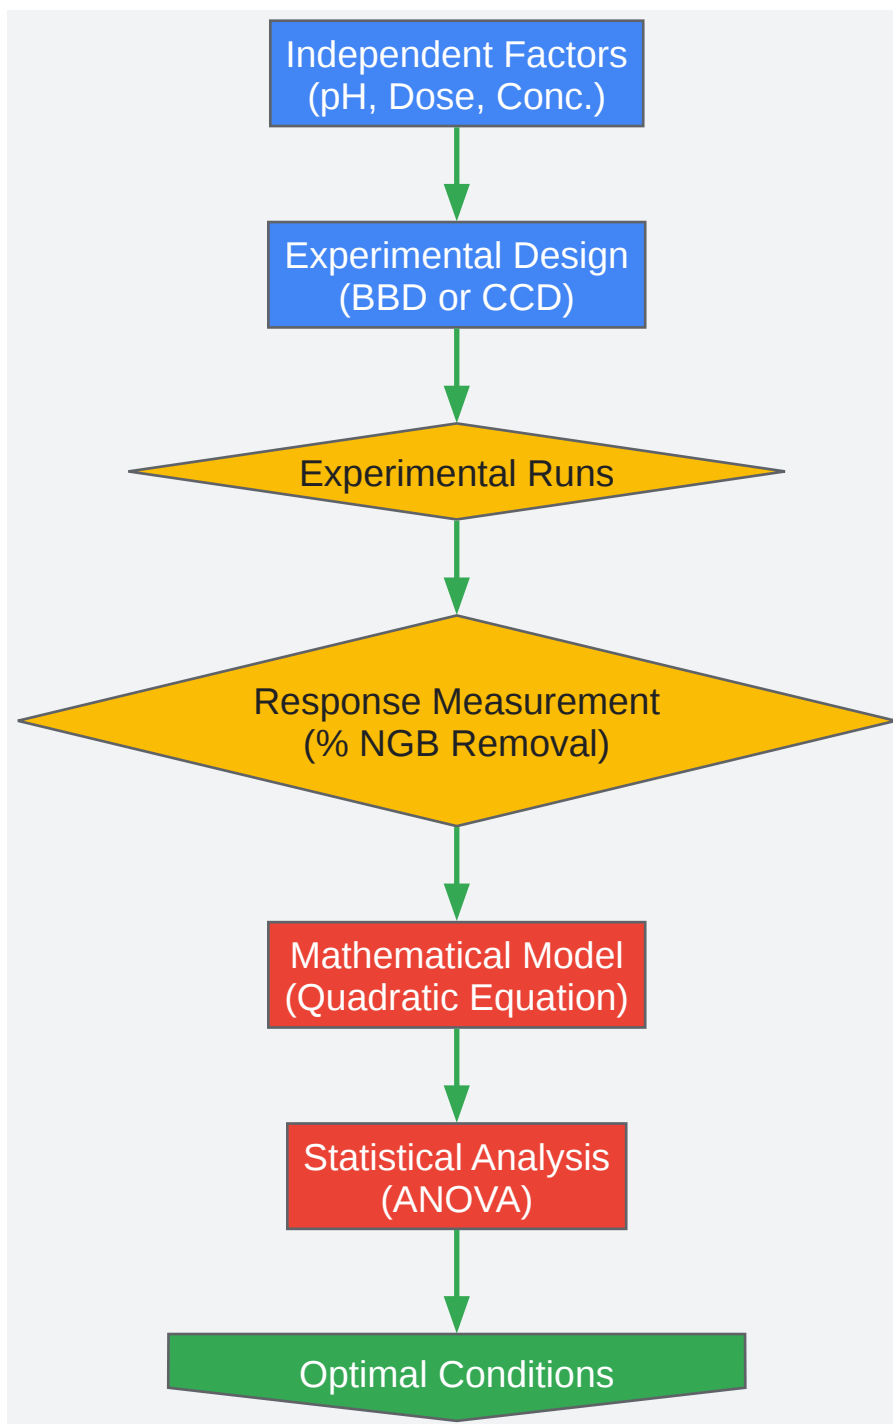 Independent Factors
(pH, Dose, Conc.)
Experimental Design
(BBD or CCD)
Experimental Runs
Response Measurement
(% NGB Removal)
Mathematical Model
(Quadratic Equation)
Statistical Analysis
(ANOVA)
Optimal Conditions